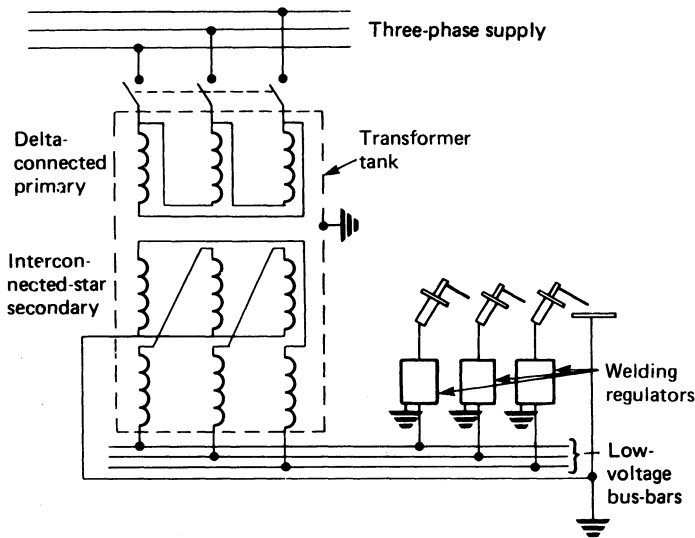 Three-phase supply
Delta-
connected
primary
Transformer
tank
Intercon-
nected-star
secondary
Welding
regulators
Low-
voltage
bus-bars